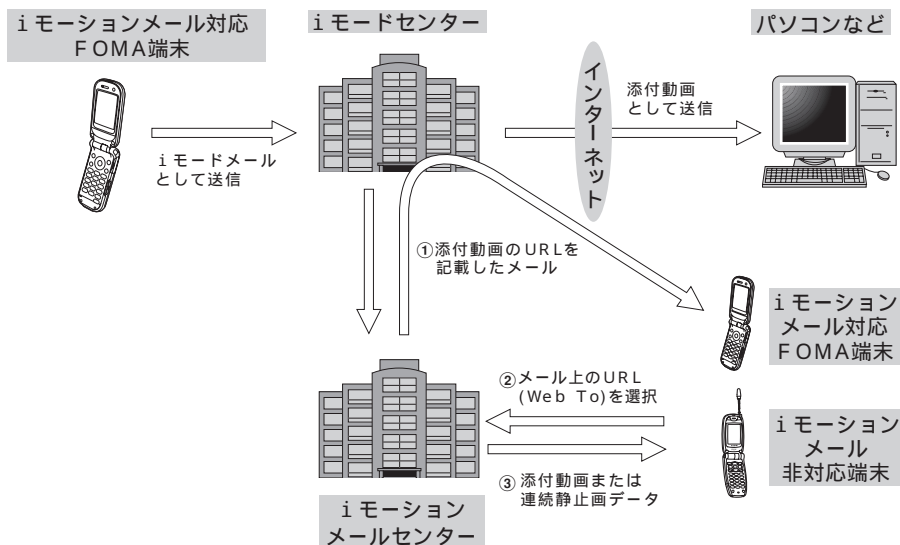 iモーションメール対応
FOMA端末
iモードセンター
パソコンなど
インターネット
添付動画
として送信
iモードメール
として送信
①添付動画のURLを
記載したメール
iモーション
メール対応
FOMA端末
②メール上のURL
(Web To)を選択
iモーション
メール
非対応端末
③添付動画または
連続静止画データ
iモーション
メールセンター